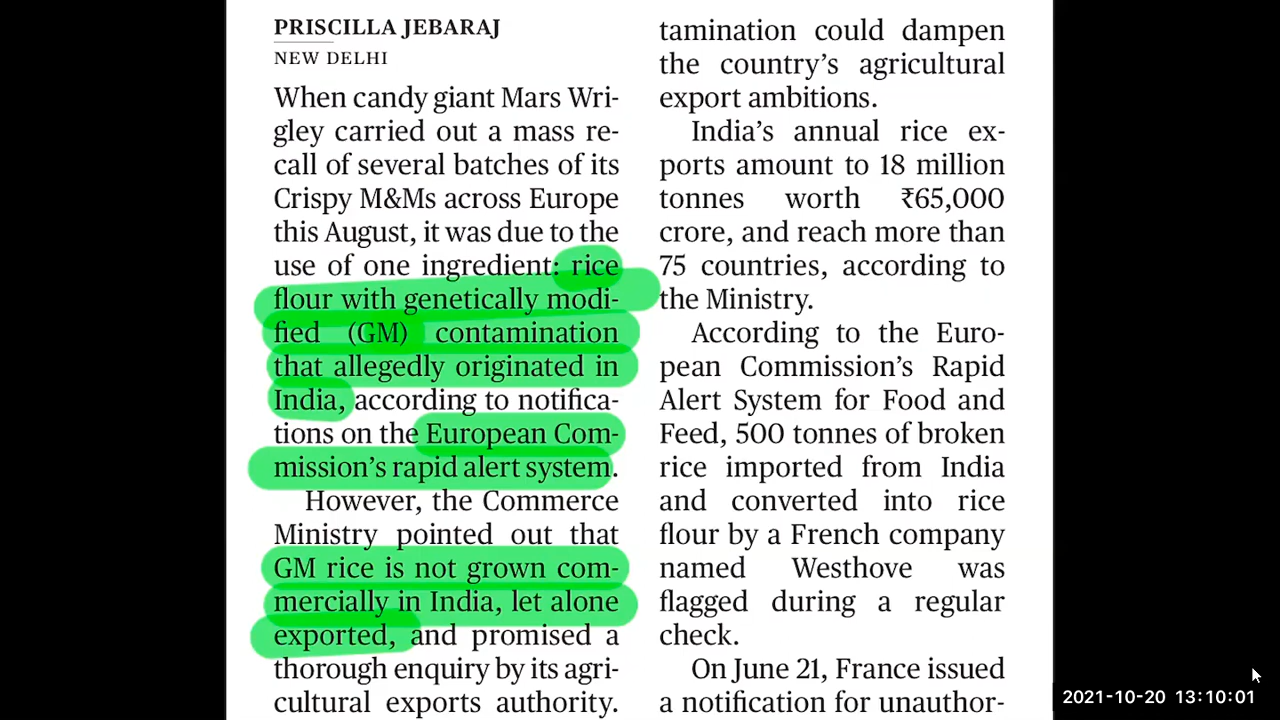 PRISCILLA JEBARAJ
NEW DELHI
When candy giant Mars Wri-
gley carried out a mass re-
call of several batches of its
Crispy M&Ms across Europe
this August, it was due to the
use of one ingredient: rice
flour with genetically modi-
fied (GM) contamination
that allegedly originated in
India, according to notifica-
tions on the European Com-
mission’s rapid alert system.
However, the Commerce
Ministry pointed out that
GM rice is not grown com-
mercially in India, let alone
exported, and promised a
thorough enquiry by its agri-
cultural exports authority.
tamination could dampen
the country’s agricultural
export ambitions.
India’s annual rice ex-
ports amount to 18 million
tonnes worth ₹65,000
crore, and reach more than
75 countries, according to
the Ministry.
According to the Euro-
pean Commission’s Rapid
Alert System for Food and
Feed, 500 tonnes of broken
rice imported from India
and converted into rice
flour by a French company
named Westhove was
flagged during a regular
check.
On June 21, France issued
a notification for unauthor-
2021-10-20 13:10:01